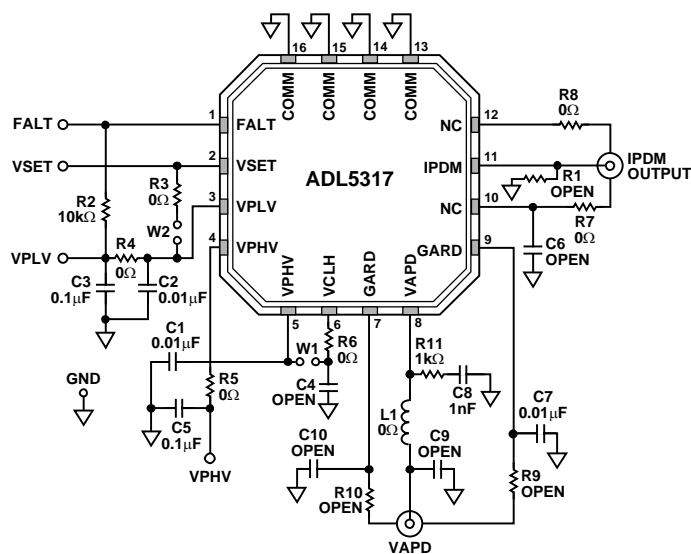 16 15 14 13
COMM COMM COMM COMM
FALT 1 FALT
VSET 2 VSET
R3
0Ω
W2
R2
10kΩ
3 VPLV
4 VPHV
VPLV
R4
0Ω
C3
0.1μF
C2
0.01μF
ADL5317
NC 12
R8
0Ω
IPDM 11
IPDM
OUTPUT
R1
OPEN
NC 10
R7
0Ω
GARD 9
C6
OPEN
VPHV VCLH GARD VAPD
5 6 7 8
C1
0.01μF
W1
R6
0Ω
C4
OPEN
R11
1kΩ
C8
1nF
GND
R5
0Ω
C5
0.1μF
VPHV
L1
0Ω
C7
0.01μF
C10
OPEN
C9
OPEN
R10
OPEN
R9
OPEN
VAPD